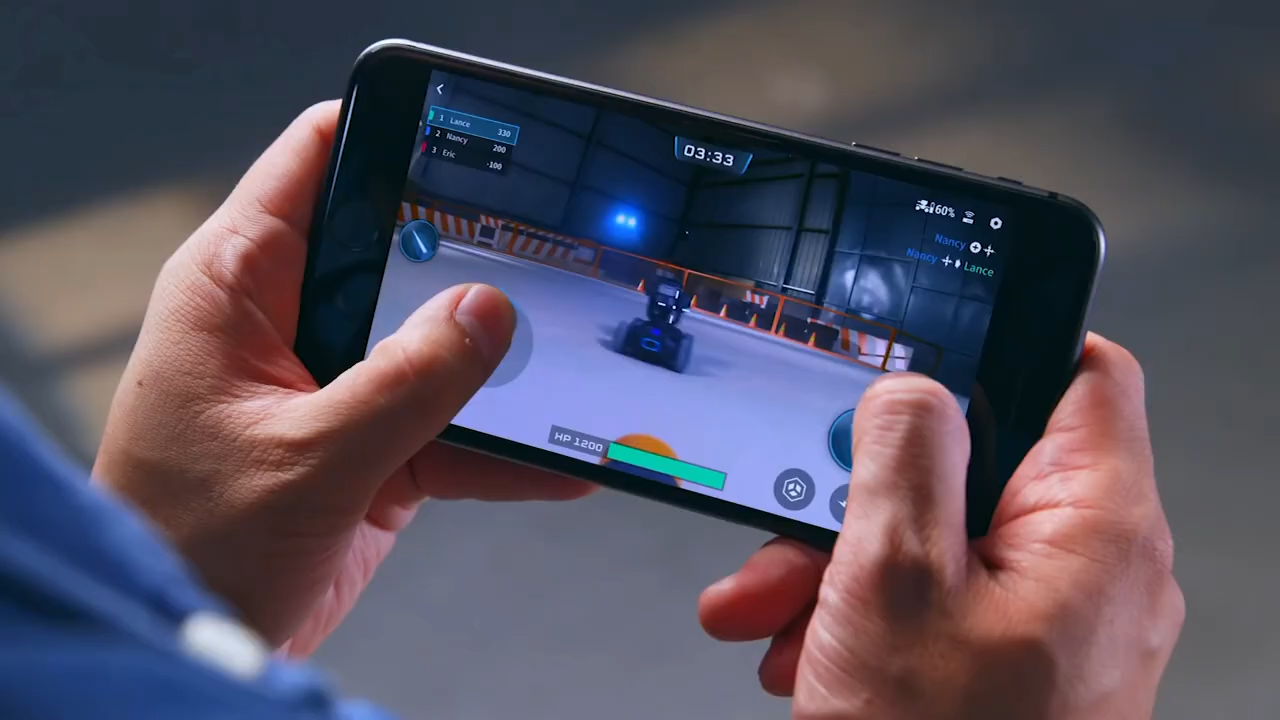 1 Lance 330
2 Nancy 200
3 Eric -100
03:33
60%
Nancy
Nancy Lance
HP 1200